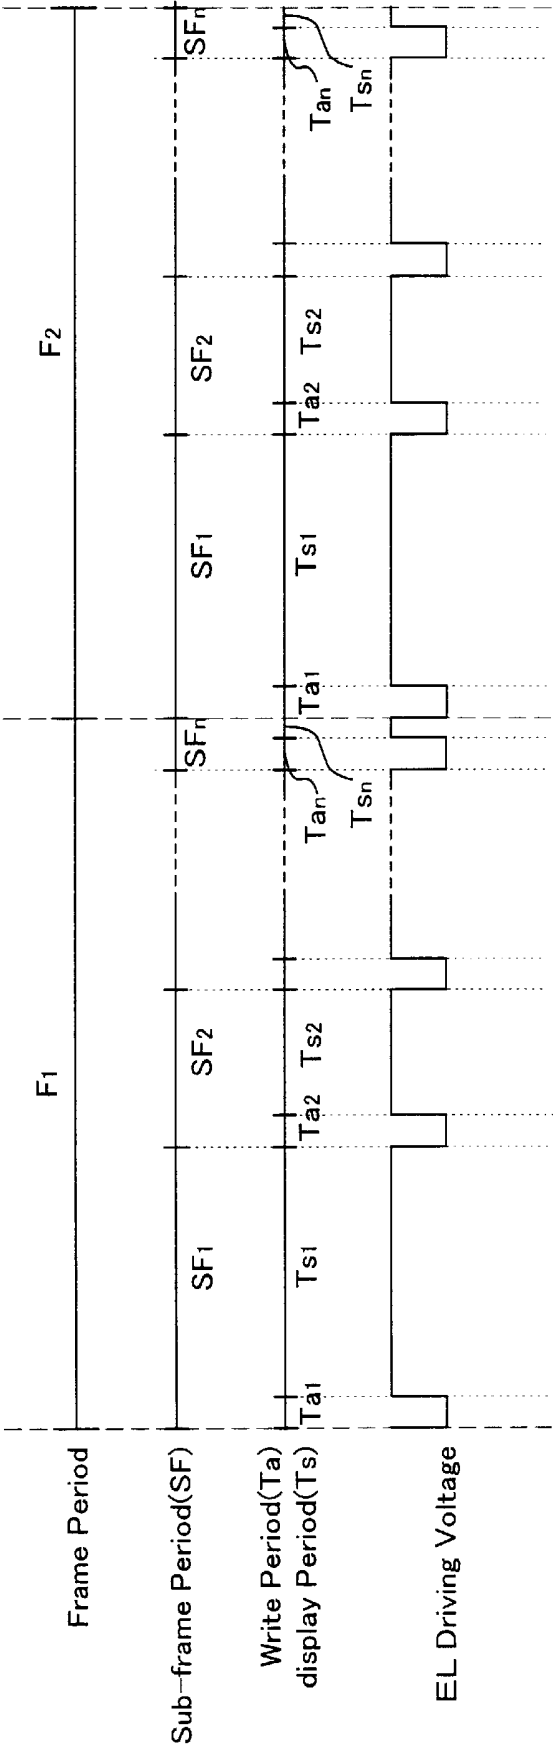 Frame Period
F1
F2
Sub-frame Period(SF)
SF1
SF2
SFn
SF1
SF2
SFn
Write Period(Ta)
display Period(Ts)
Ta1
Ts1
Ta2
Ts2
Tan
Tsn
Ta1
Ts1
Ta2
Ts2
Tan
Tsn
EL Driving Voltage